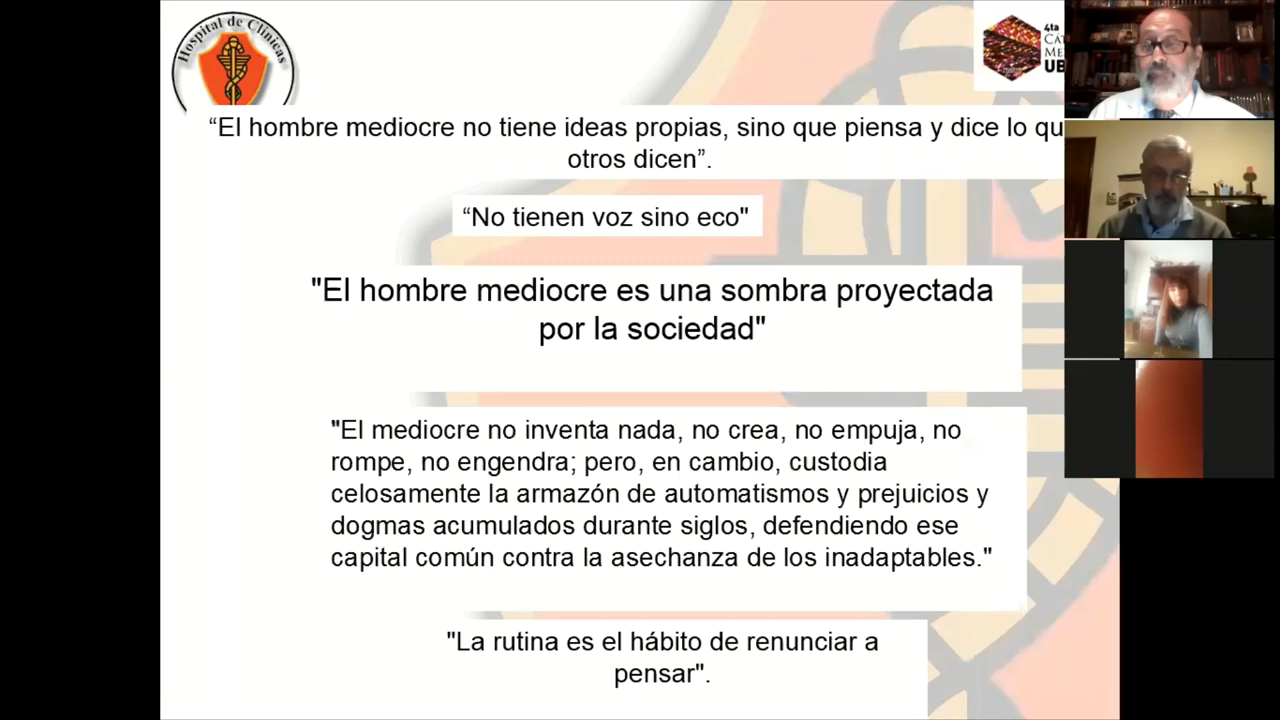 Hospital de Clínicas
4ta
UB
“El hombre mediocre no tiene ideas propias, sino que piensa y dice lo qu
otros dicen”.
“No tienen voz sino eco"
"El hombre mediocre es una sombra proyectada
por la sociedad"
"El mediocre no inventa nada, no crea, no empuja, no
rompe, no engendra; pero, en cambio, custodia
celosamente la armazón de automatismos y prejuicios y
dogmas acumulados durante siglos, defendiendo ese
capital común contra la asechanza de los inadaptables."
"La rutina es el hábito de renunciar a
pensar".